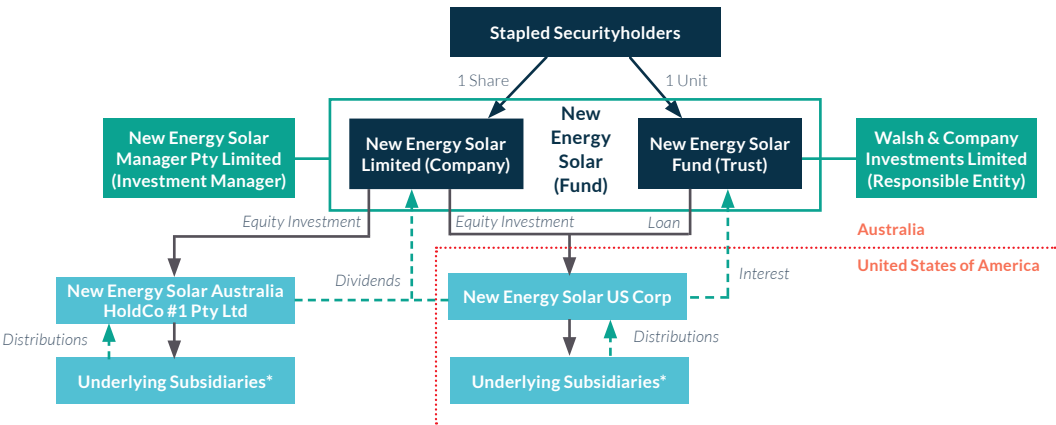 Stapled Securityholders
1 Share
1 Unit
New Energy Solar
Manager Pty Limited
(Investment Manager)
New Energy Solar
Limited (Company)
New
Energy
Solar
(Fund)
New Energy Solar
Fund (Trust)
Walsh & Company
Investments Limited
(Responsible Entity)
Equity Investment
Equity Investment
Loan
Australia
United States of America
Dividends
Interest
New Energy Solar Australia
HoldCo #1 Pty Ltd
New Energy Solar US Corp
Distributions
Distributions
Underlying Subsidiaries*
Underlying Subsidiaries*